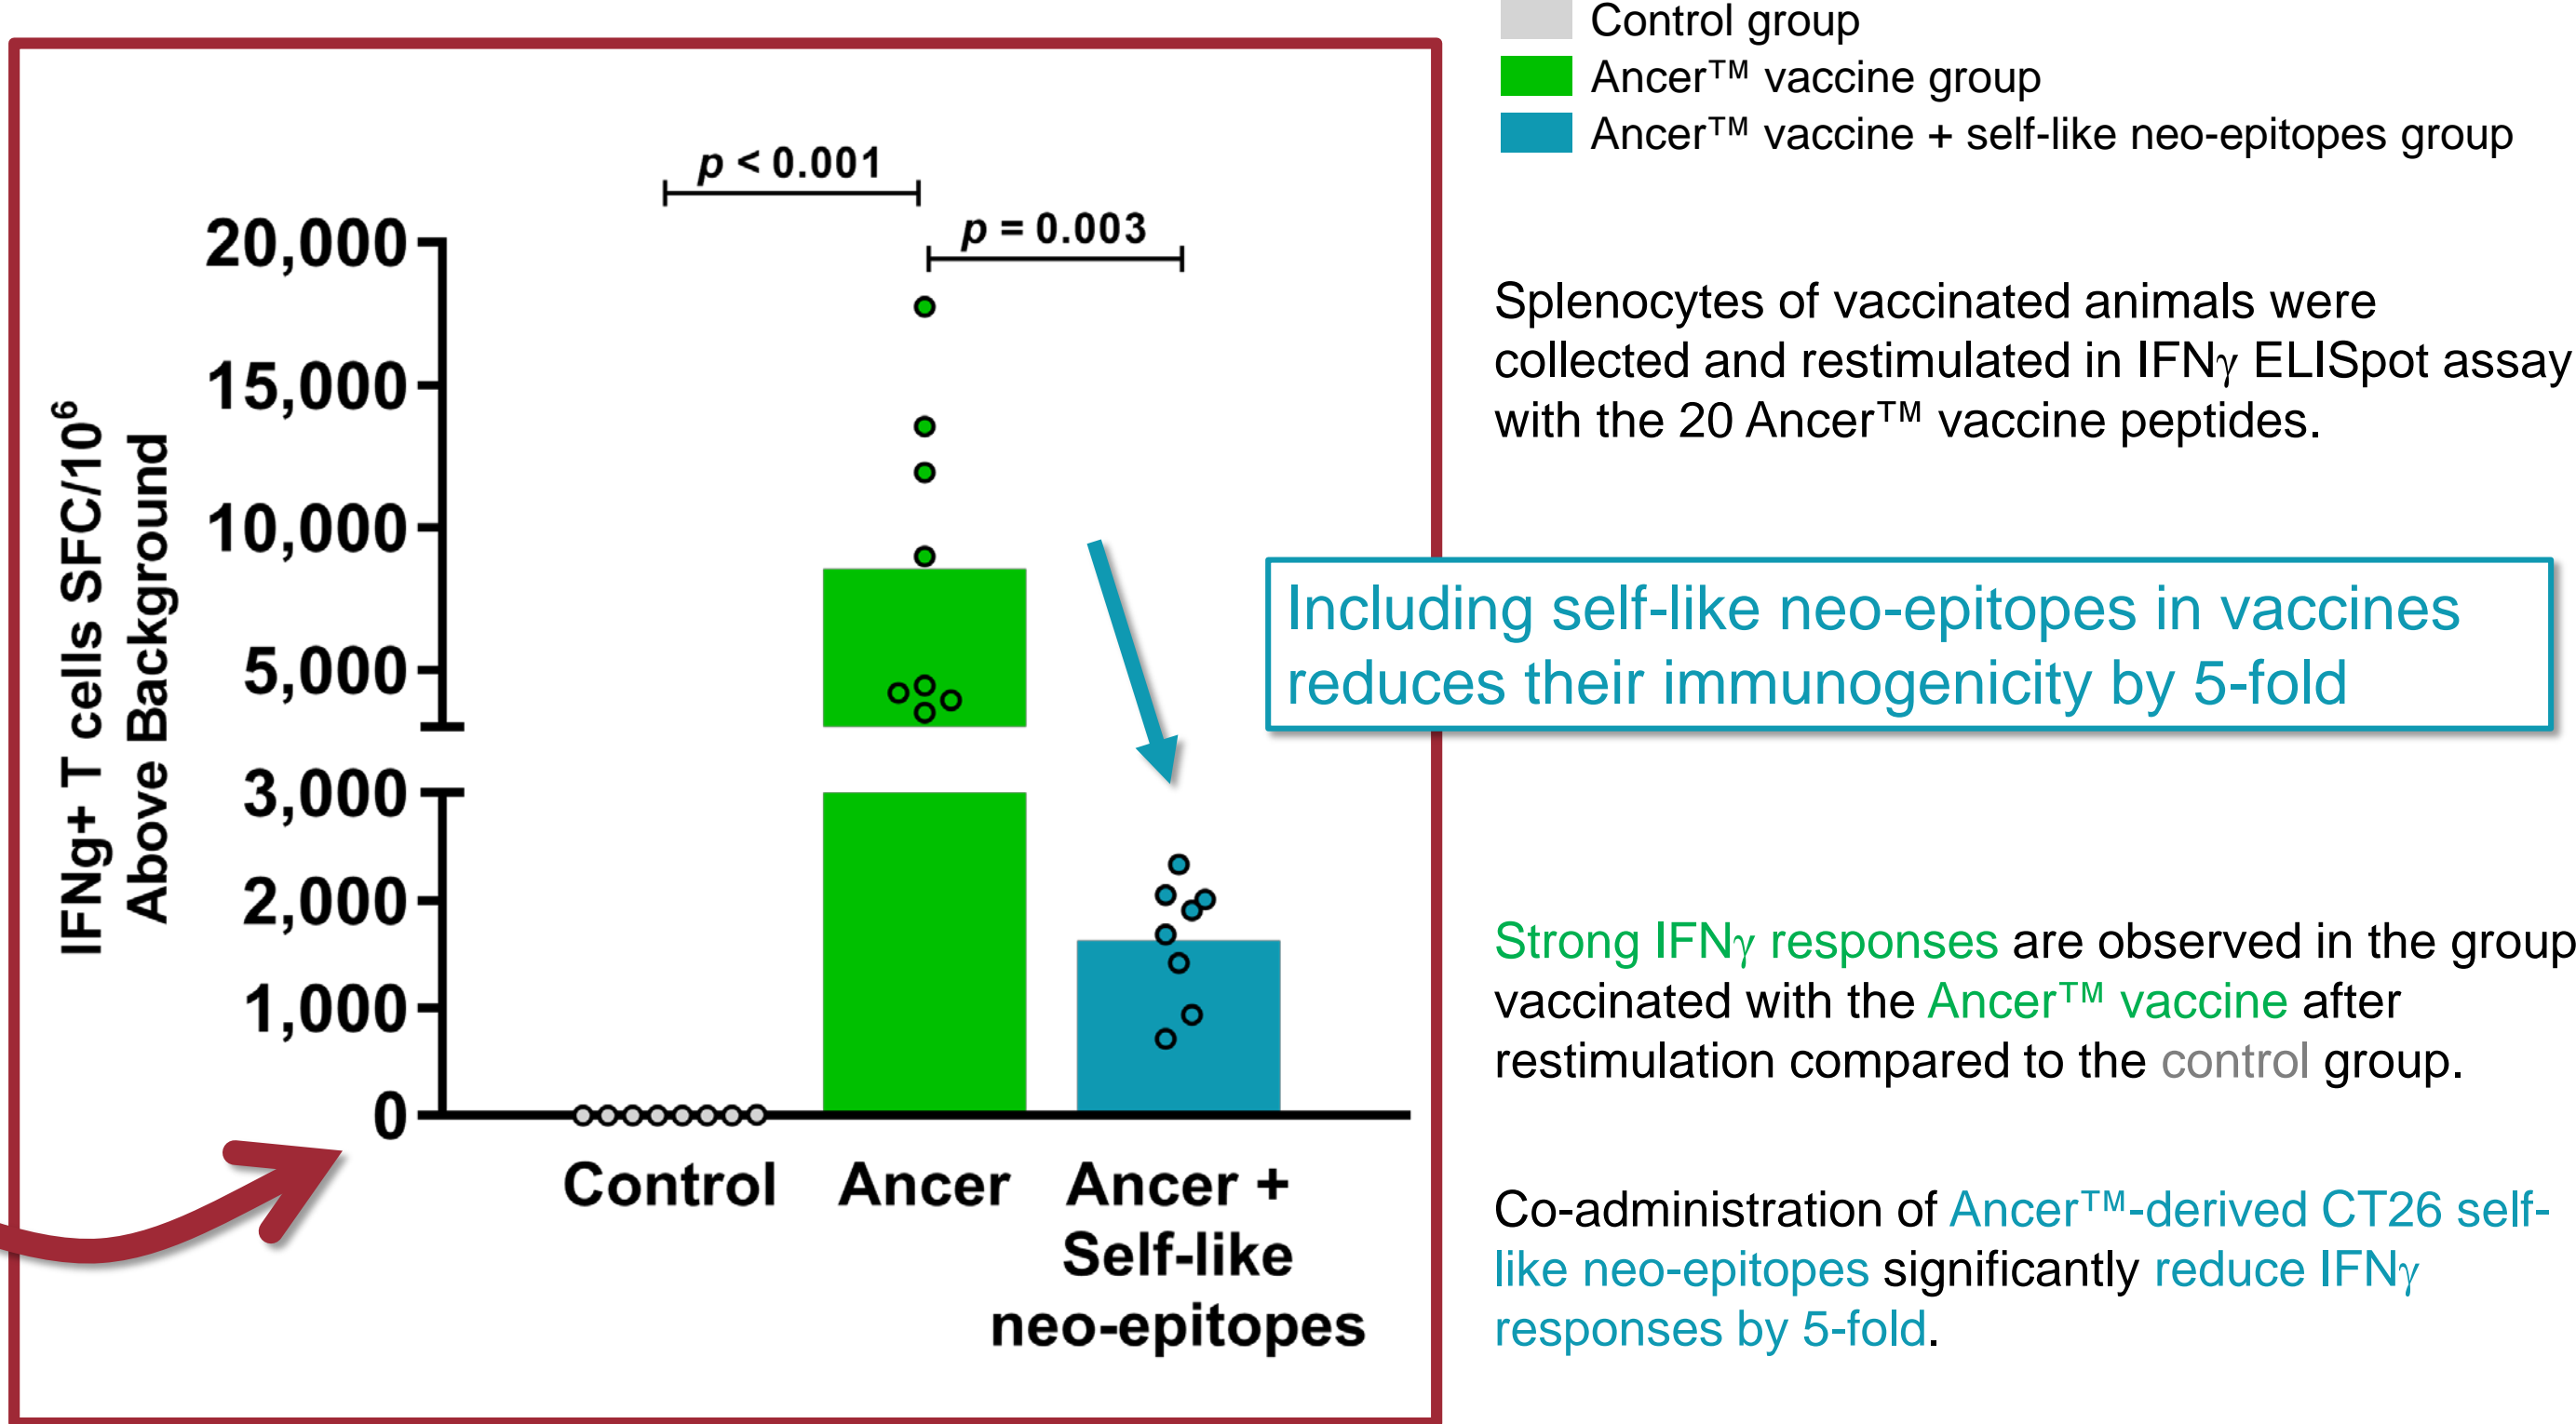 Control group
Ancer™ vaccine group
Ancer™ vaccine + self-like neo-epitopes group
p < 0.001
p = 0.003
20,000
15,000
10,000
5,000
3,000
2,000
1,000
0
IFNg+ T cells SFC/10⁶
Above Background
Control
Ancer
Ancer +
Self-like
neo-epitopes
Splenocytes of vaccinated animals were
collected and restimulated in IFNγ ELISpot assay
with the 20 Ancer™ vaccine peptides.
Including self-like neo-epitopes in vaccines
reduces their immunogenicity by 5-fold
Strong IFNγ responses are observed in the group
vaccinated with the Ancer™ vaccine after
restimulation compared to the control group.
Co-administration of Ancer™-derived CT26 self-
like neo-epitopes significantly reduce IFNγ
responses by 5-fold.